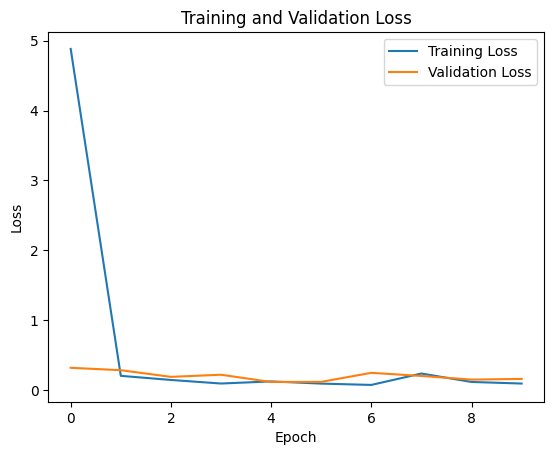 Training and Validation Loss
Training Loss
Validation Loss
5
4
3
2
1
0
Loss
0 2 4 6 8
Epoch